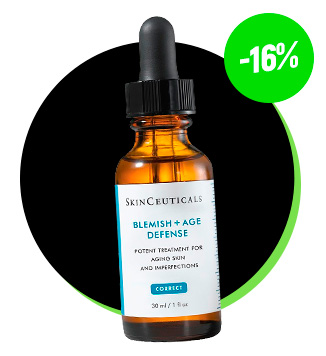 -16%
SKINCEUTICALS
BLEMISH + AGE
DEFENSE
POTENT TREATMENT FOR
AGING SKIN
AND IMPERFECTIONS
CORRECT
30 ml / 1 fl oz